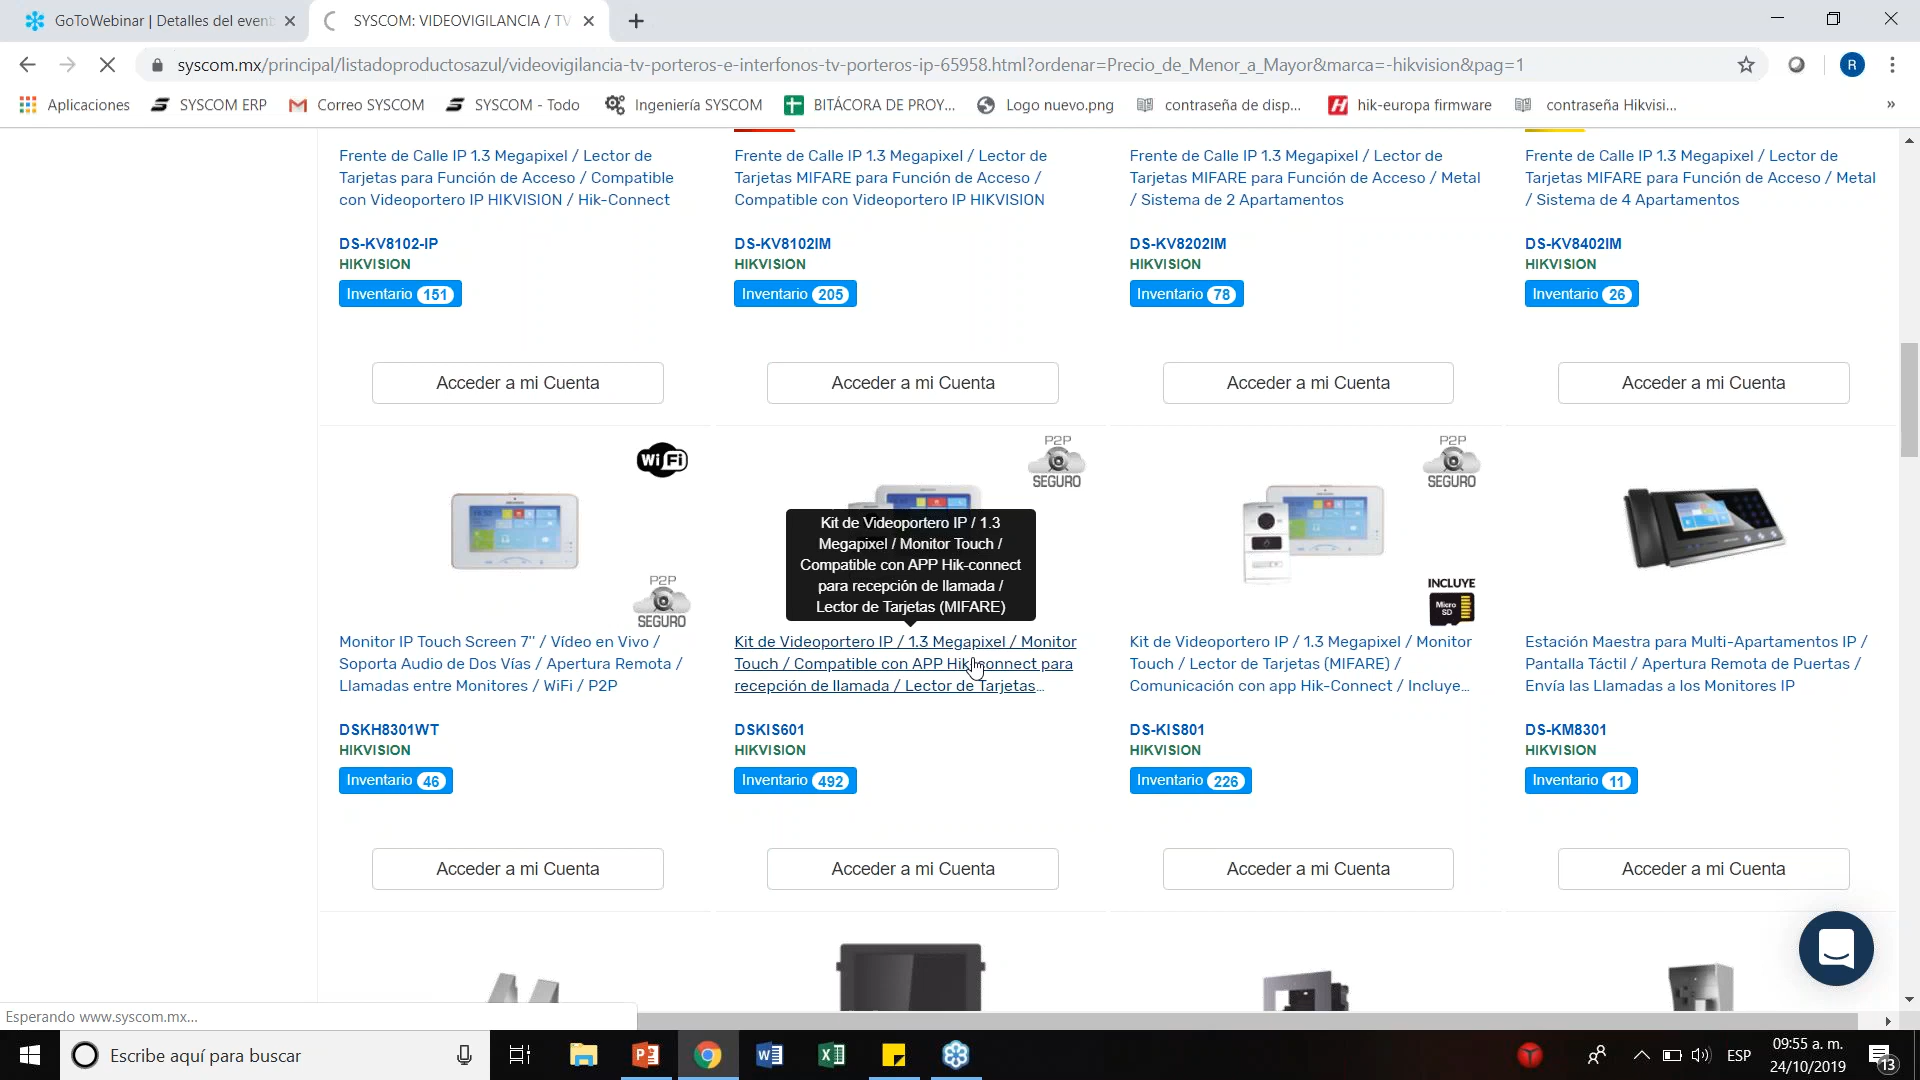 GoToWebinar | Detalles del even
SYSCOM: VIDEOVIGILANCIA / TV
syscom.mx/principal/listadoproductosazul/videovigilancia-tv-porteros-e-interfonos-tv-porteros-ip-65958.html?ordenar=Precio_de_Menor_a_Mayor&marca=-hikvision&pag=1
R
Aplicaciones
SYSCOM ERP
Correo SYSCOM
SYSCOM - Todo
Ingeniería SYSCOM
BITÁCORA DE PROY...
Logo nuevo.png
contraseña de disp...
hik-europa firmware
contraseña Hikvisi...
»
Frente de Calle IP 1.3 Megapixel / Lector de
Tarjetas para Función de Acceso / Compatible
con Videoportero IP HIKVISION / Hik-Connect
DS-KV8102-IP
HIKVISION
Inventario 151
Acceder a mi Cuenta
Frente de Calle IP 1.3 Megapixel / Lector de
Tarjetas MIFARE para Función de Acceso /
Compatible con Videoportero IP HIKVISION
DS-KV8102IM
HIKVISION
Inventario 205
Acceder a mi Cuenta
Frente de Calle IP 1.3 Megapixel / Lector de
Tarjetas MIFARE para Función de Acceso / Metal
/ Sistema de 2 Apartamentos
DS-KV8202IM
HIKVISION
Inventario 78
Acceder a mi Cuenta
Frente de Calle IP 1.3 Megapixel / Lector de
Tarjetas MIFARE para Función de Acceso / Metal
/ Sistema de 4 Apartamentos
DS-KV8402IM
HIKVISION
Inventario 26
Acceder a mi Cuenta
WiFi
P2P
SEGURO
Monitor IP Touch Screen 7'' / Vídeo en Vivo /
Soporta Audio de Dos Vías / Apertura Remota /
Llamadas entre Monitores / WiFi / P2P
DSKH8301WT
HIKVISION
Inventario 46
Acceder a mi Cuenta
P2P
SEGURO
Kit de Videoportero IP / 1.3
Megapixel / Monitor Touch /
Compatible con APP Hik-connect
para recepción de llamada /
Lector de Tarjetas (MIFARE)
Kit de Videoportero IP / 1.3 Megapixel / Monitor
Touch / Compatible con APP Hik-connect para
recepción de llamada / Lector de Tarjetas...
DSKIS601
HIKVISION
Inventario 492
Acceder a mi Cuenta
P2P
SEGURO
INCLUYE
Micro
SD
Kit de Videoportero IP / 1.3 Megapixel / Monitor
Touch / Lector de Tarjetas (MIFARE) /
Comunicación con app Hik-Connect / Incluye...
DS-KIS801
HIKVISION
Inventario 226
Acceder a mi Cuenta
Estación Maestra para Multi-Apartamentos IP /
Pantalla Táctil / Apertura Remota de Puertas /
Envía las Llamadas a los Monitores IP
DS-KM8301
HIKVISION
Inventario 11
Acceder a mi Cuenta
Esperando www.syscom.mx...
Escribe aquí para buscar
ESP
09:55 a. m.
24/10/2019
13